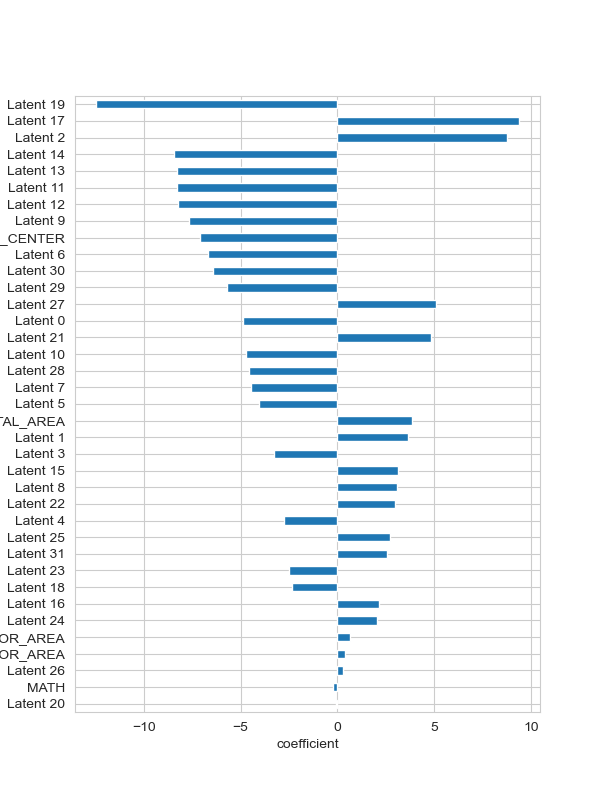 Latent 19
Latent 17
Latent 2
Latent 14
Latent 13
Latent 11
Latent 12
Latent 9
_CENTER
Latent 6
Latent 30
Latent 29
Latent 27
Latent 0
Latent 21
Latent 10
Latent 28
Latent 7
Latent 5
TAL_AREA
Latent 1
Latent 3
Latent 15
Latent 8
Latent 22
Latent 4
Latent 25
Latent 31
Latent 23
Latent 18
Latent 16
Latent 24
OR_AREA
OR_AREA
Latent 26
MATH
Latent 20
−10 −5 0 5 10
coefficient